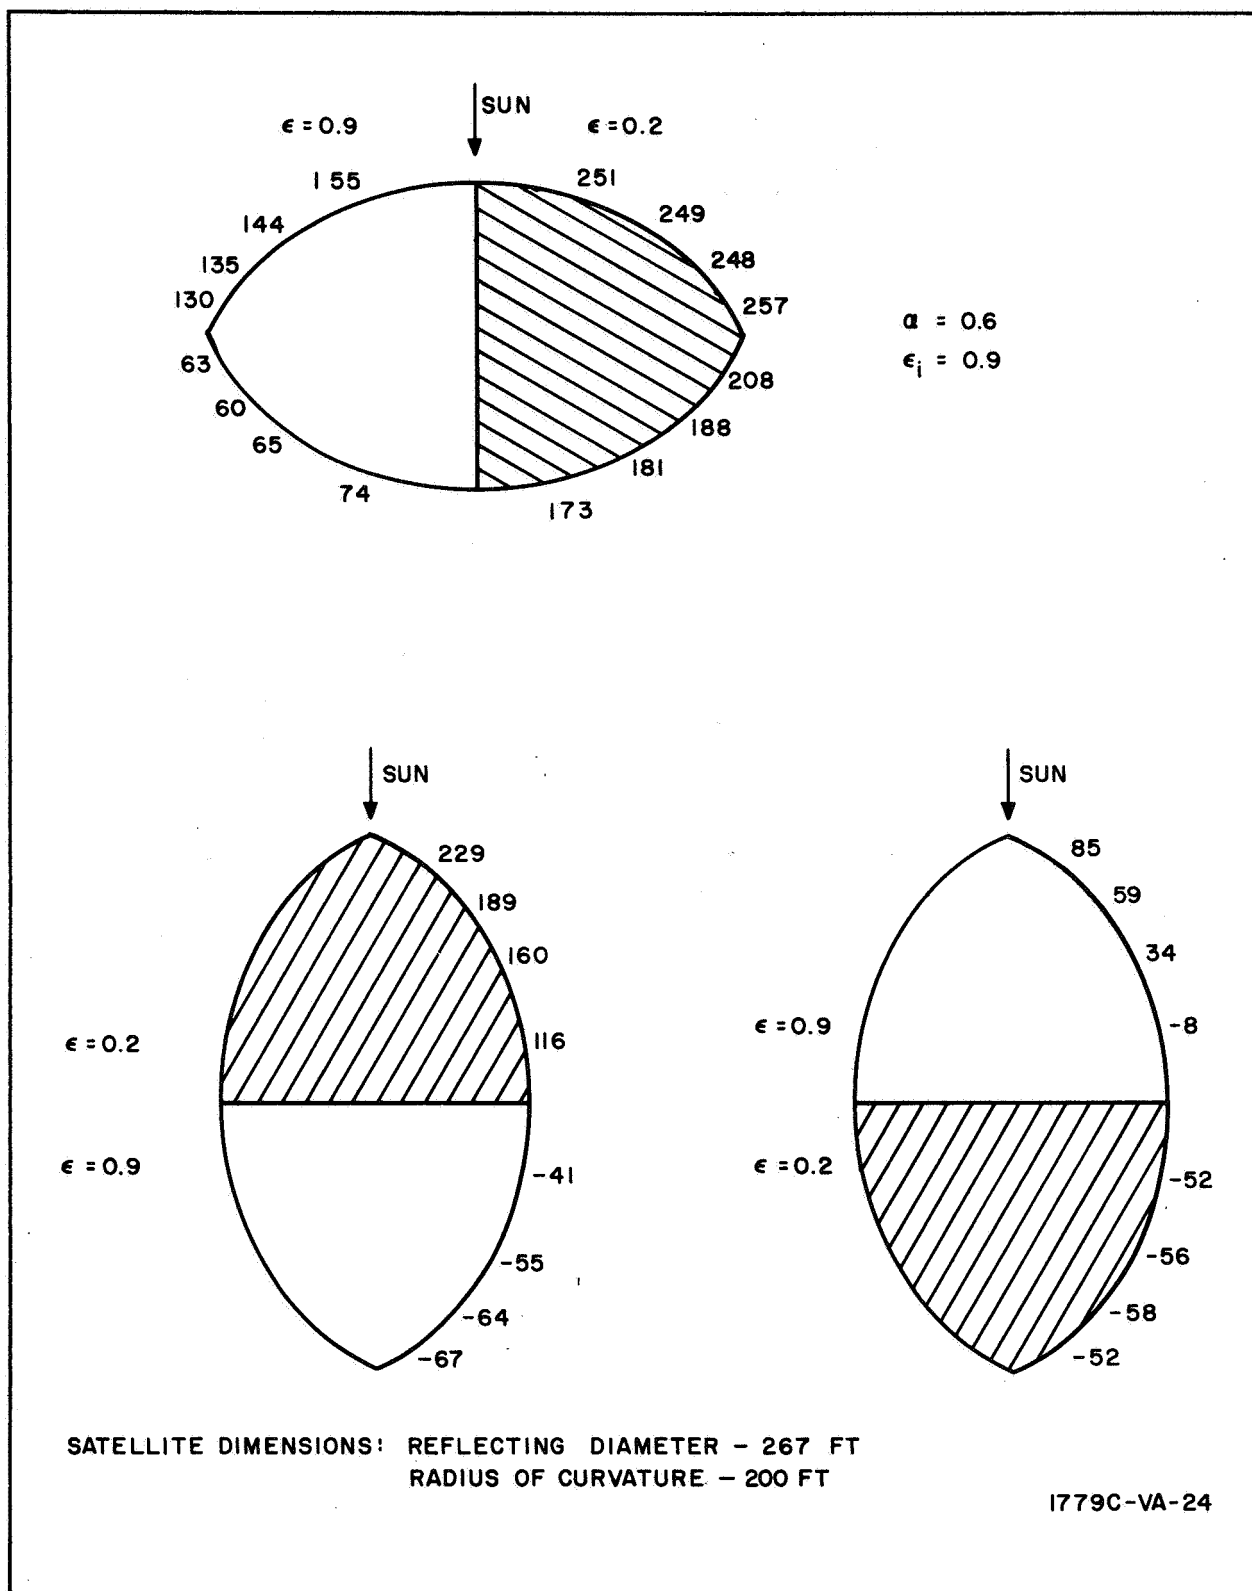 SUN
ϵ = 0.9
ϵ = 0.2
155
251
144
249
135
248
130
257
α = 0.6
ϵi = 0.9
63
208
60
188
65
181
74
173
SUN
229
189
160
116
ϵ = 0.2
ϵ = 0.9
-41
-55
-64
-67
SUN
85
59
34
-8
ϵ = 0.9
ϵ = 0.2
-52
-56
-58
-52
SATELLITE DIMENSIONS: REFLECTING DIAMETER – 267 FT
RADIUS OF CURVATURE – 200 FT
1779C-VA-24